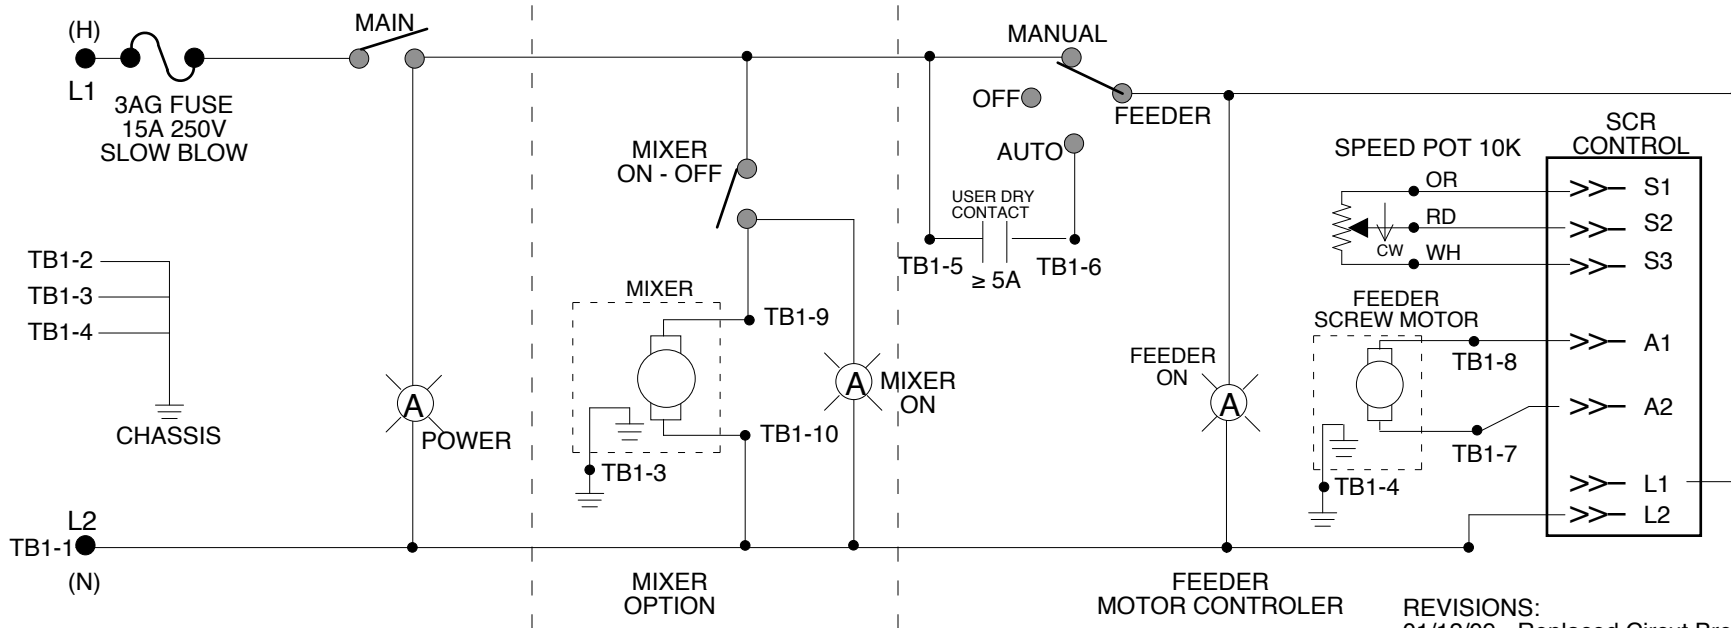 (H)
L1
3AG FUSE
15A 250V
SLOW BLOW
MAIN
MANUAL
OFF
FEEDER
AUTO
MIXER
ON - OFF
USER DRY
CONTACT
TB1-5
TB1-6
≥ 5A
SPEED POT 10K
SCR
CONTROL
OR
S1
RD
S2
CW
WH
S3
TB1-2
TB1-3
TB1-4
CHASSIS
A
POWER
MIXER
TB1-9
TB1-10
TB1-3
A
MIXER
ON
FEEDER
ON
A
FEEDER
SCREW MOTOR
TB1-8
A1
A2
TB1-7
TB1-4
L1
L2
L2
TB1-1
(N)
MIXER
OPTION
FEEDER
MOTOR CONTROLER
REVISIONS: